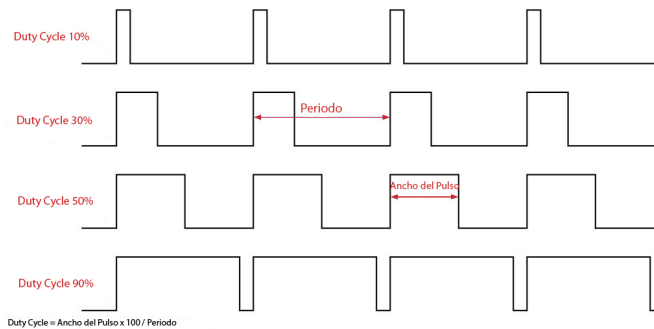 Duty Cycle 10%
Duty Cycle 30%
Periodo
Duty Cycle 50%
Ancho del Pulso
Duty Cycle 90%
Duty Cycle = Ancho del Pulso x 100 / Periodo